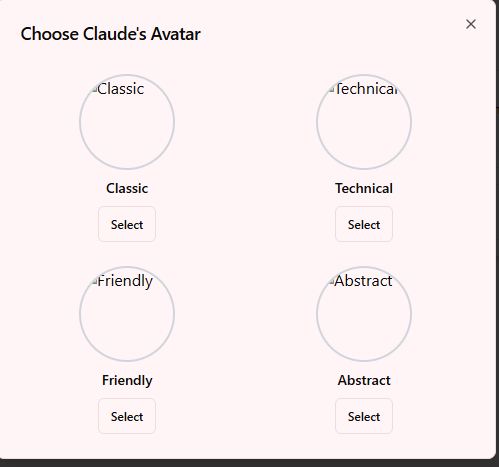 Choose Claude's Avatar
Classic
Technical
Classic
Technical
Select
Select
Friendly
Abstract
Friendly
Abstract
Select
Select